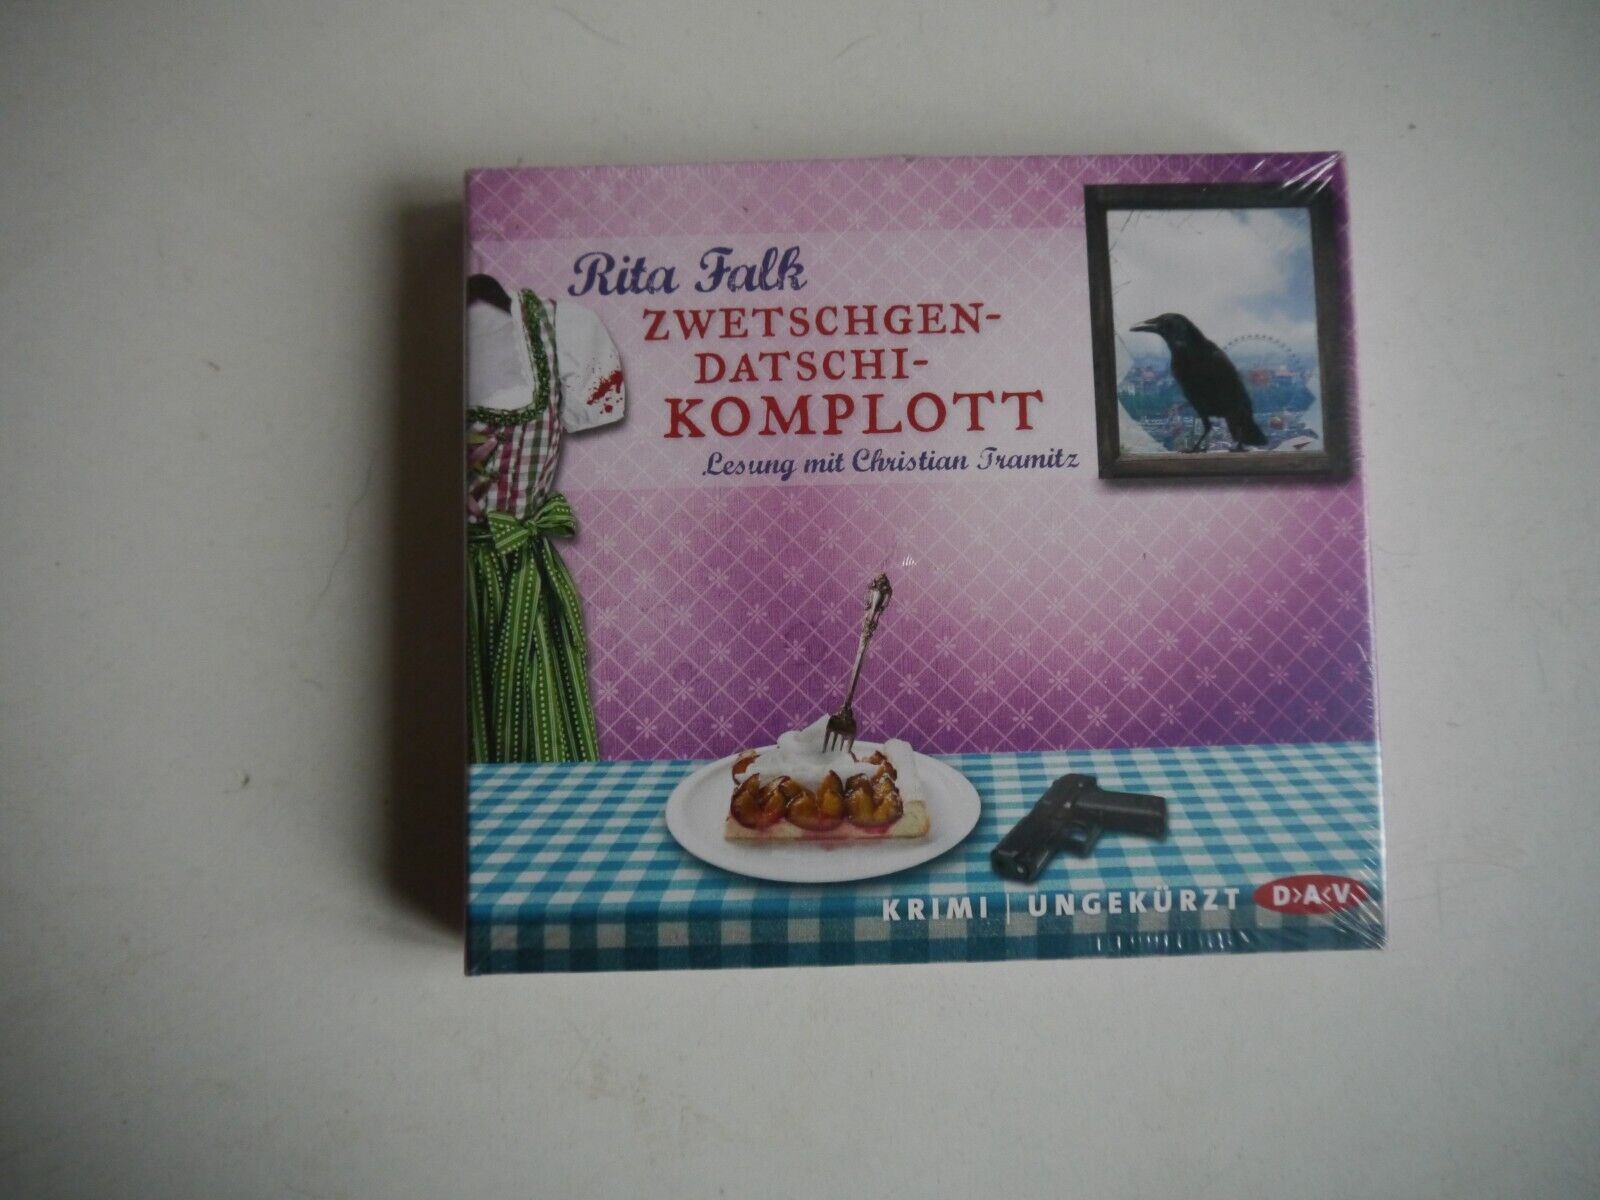 Rita Falk
ZWETSCHGEN-
DATSCHI-
KOMPLOTT
Lesung mit Christian Tramitz
KRIMI | UNGEKÜRZT D>A<V